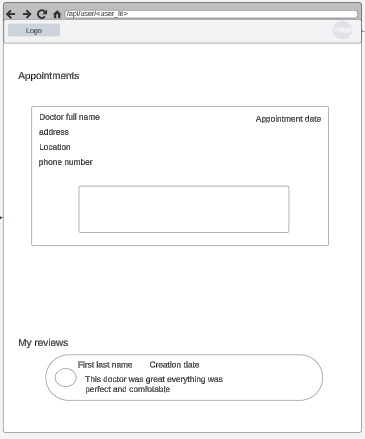 /api/user/<user_id>
Logo
Image
Appointments
Doctor full name
Appointment date
address
Location
phone number
My reviews
First last name
Creation date
This doctor was great everything was
perfect and comfotable